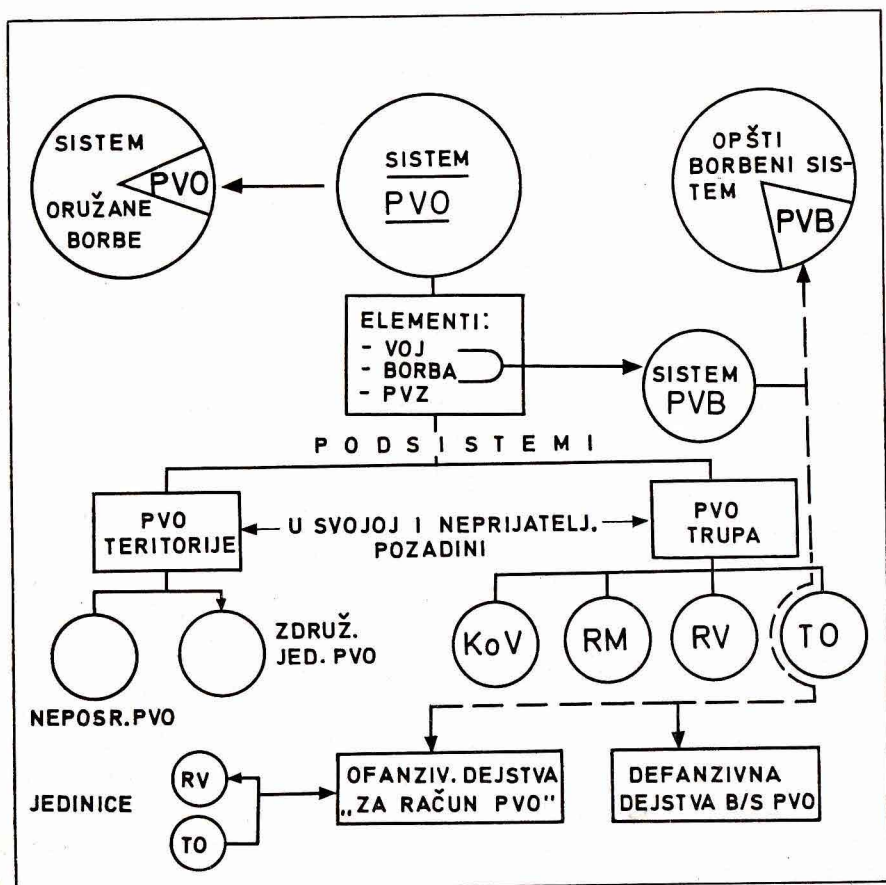 SISTEM
PVO
ORUŽANE
BORBE
SISTEM
PVO
OPŠTI
BORBENI SIS-
TEM
PVB
ELEMENTI:
- VOJ
- BORBA
- PVZ
SISTEM
PVB
PODSISTEMI
PVO
TERITORIJE
U SVOJOJ I NEPRIJATELJ.
POZADINI
PVO
TRUPA
NEPOSR. PVO
ZDRUŽ.
JED. PVO
KoV
RM
RV
TO
JEDINICE
RV
TO
OFANZIV. DEJSTVA
„ZA RAČUN PVO"
DEFANZIVNA
DEJSTVA B/S PVO